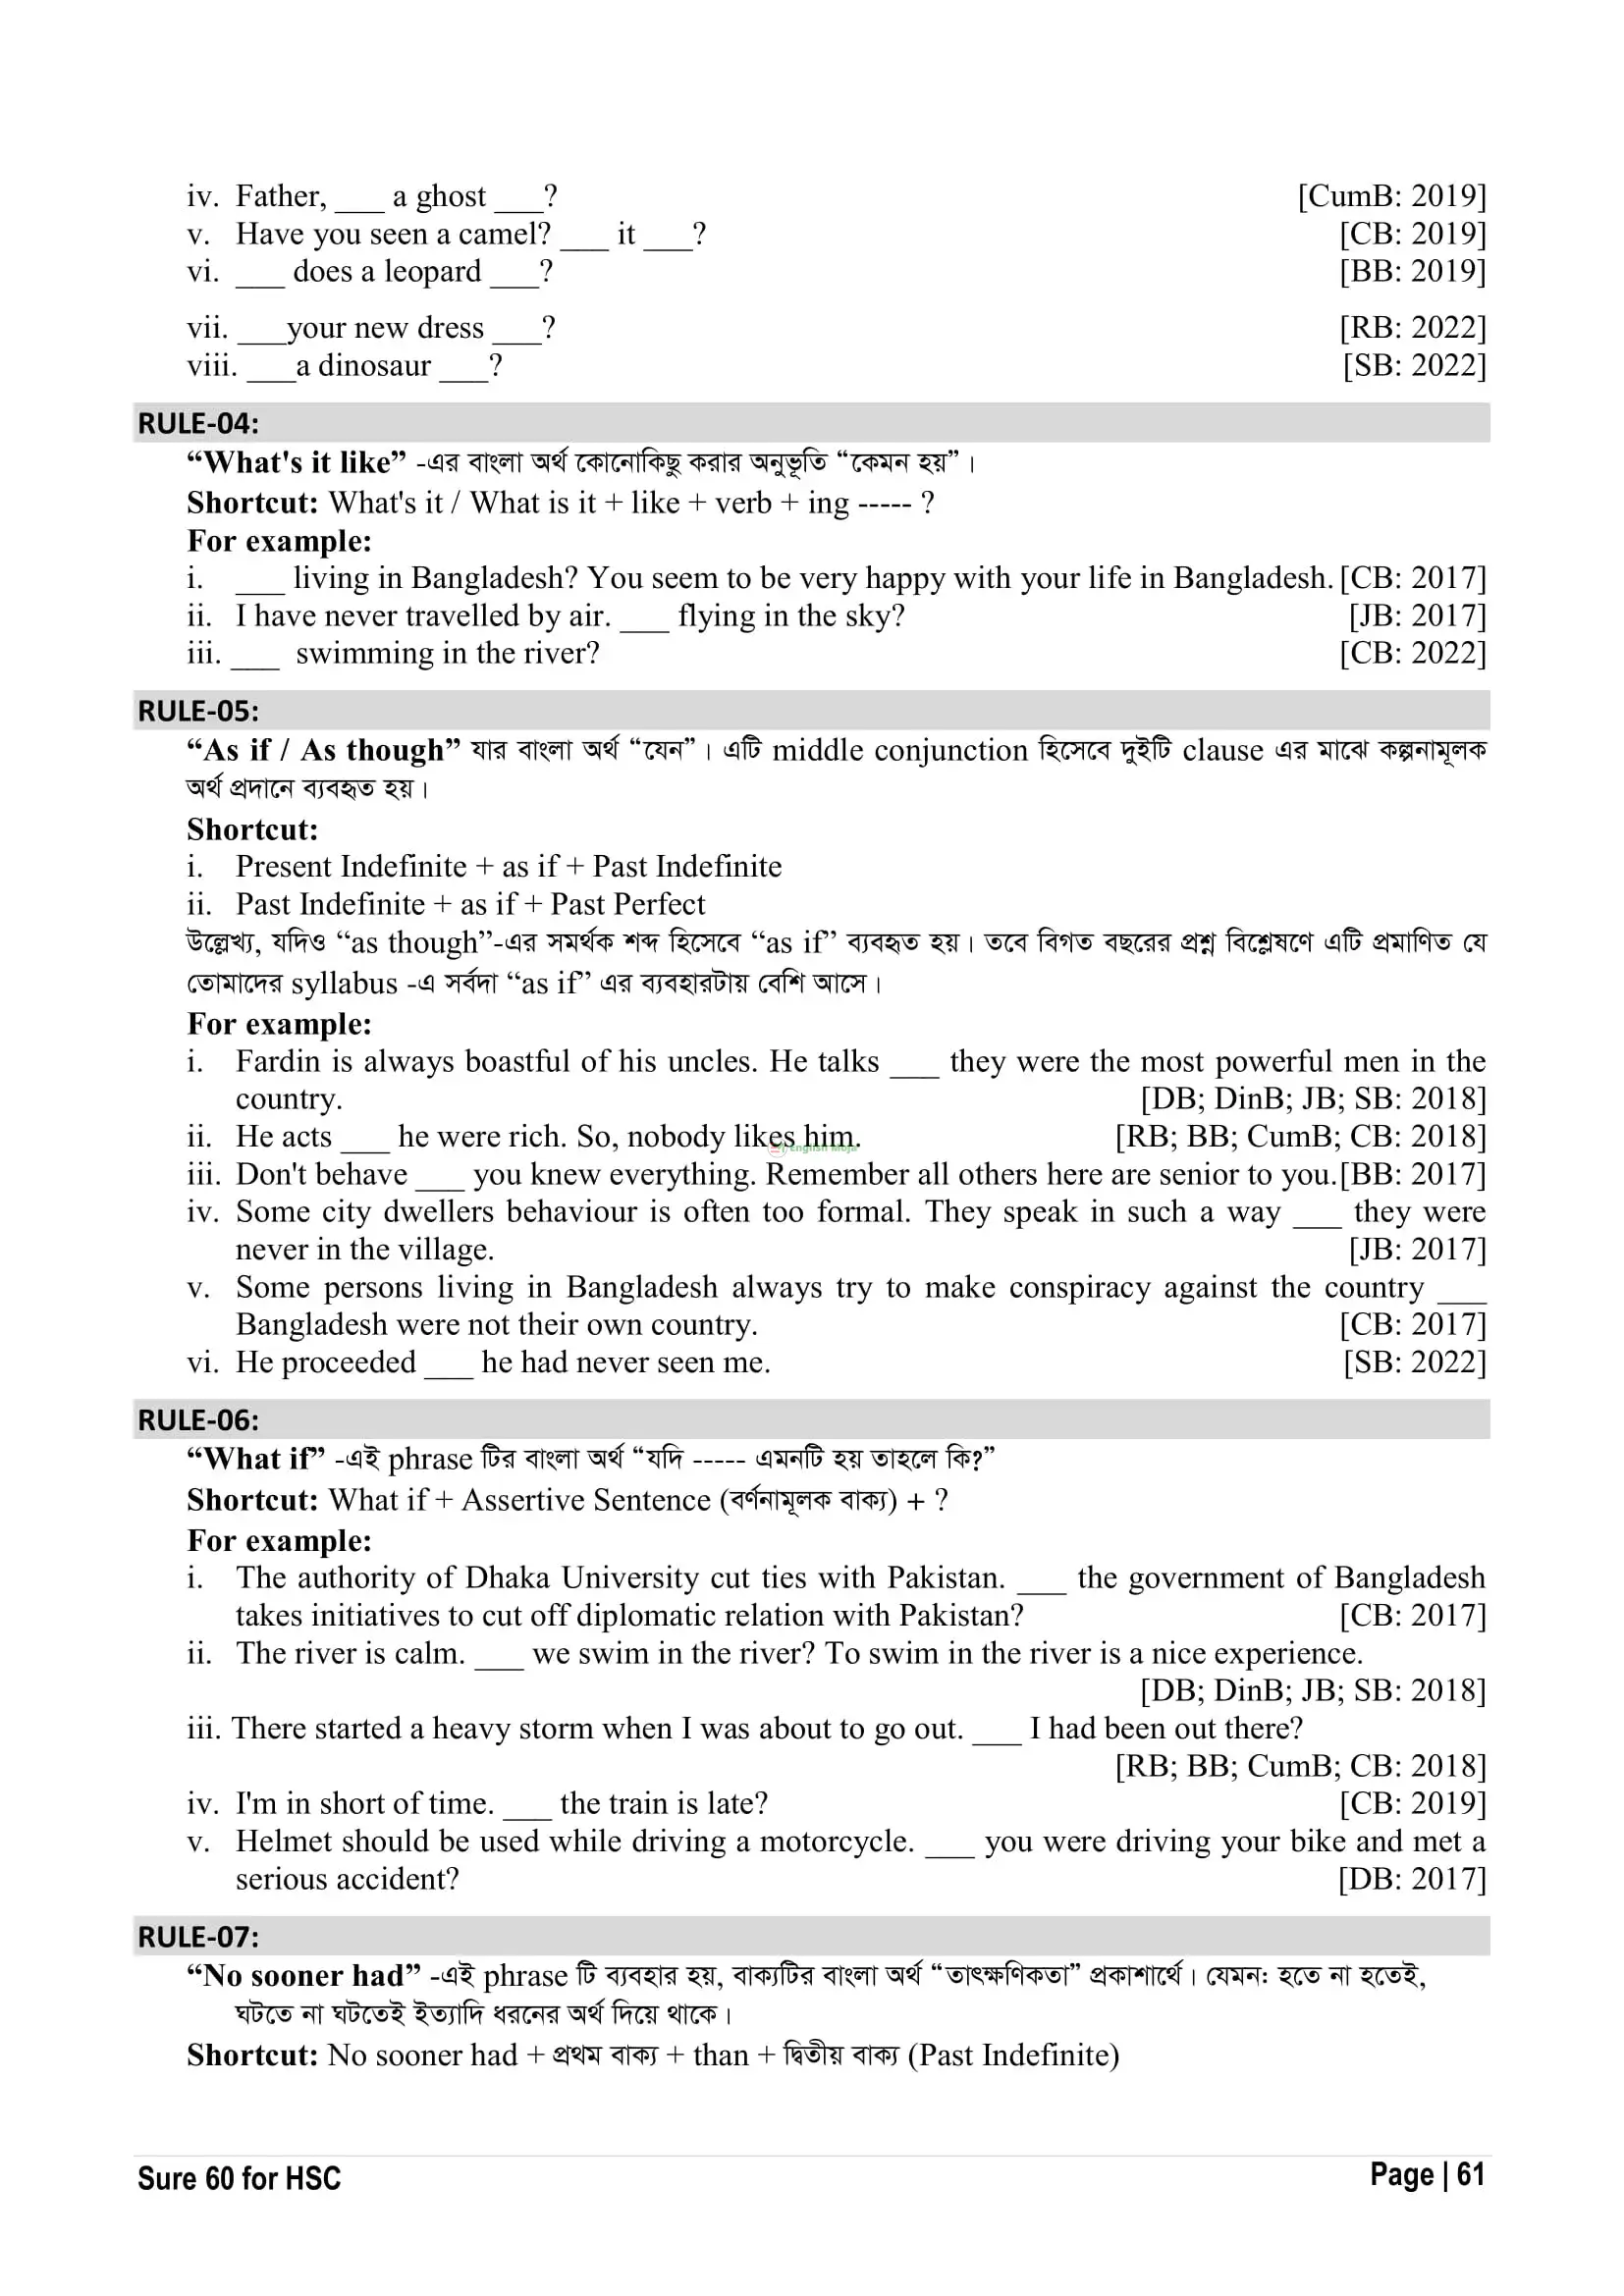 iv. Father, ___ a ghost ___? [CumB: 2019]
v. Have you seen a camel? ___ it ___? [CB: 2019]
vi. ___ does a leopard ___? [BB: 2019]
vii. ___your new dress ___? [RB: 2022]
viii. ___a dinosaur ___? [SB: 2022]
RULE-04:
“What's it like” -এর বাংলা অর্থ কোনোকিছু করার অনুভূতি “কেমন হয়”।
Shortcut: What's it / What is it + like + verb + ing ----- ?
For example:
i. ___ living in Bangladesh? You seem to be very happy with your life in Bangladesh. [CB: 2017]
ii. I have never travelled by air. ___ flying in the sky? [JB: 2017]
iii. ___ swimming in the river? [CB: 2022]
RULE-05:
“As if / As though” যার বাংলা অর্থ “যেন”। এটি middle conjunction হিসেবে দুইটি clause এর মাঝে কল্পনামূলক
অর্থ প্রদানে ব্যবহৃত হয়।
Shortcut:
i. Present Indefinite + as if + Past Indefinite
ii. Past Indefinite + as if + Past Perfect
উল্লেখ্য, যদিও “as though”-এর সমর্থক শব্দ হিসেবে “as if” ব্যবহৃত হয়। তবে বিগত বছরের প্রশ্ন বিশ্লেষণে এটি প্রমাণিত যে
তোমাদের syllabus -এ সর্বদা “as if” এর ব্যবহারটায় বেশি আসে।
For example:
i. Fardin is always boastful of his uncles. He talks ___ they were the most powerful men in the
country. [DB; DinB; JB; SB: 2018]
ii. He acts ___ he were rich. So, nobody likes him. [RB; BB; CumB; CB: 2018]
English Moja
iii. Don't behave ___ you knew everything. Remember all others here are senior to you.[BB: 2017]
iv. Some city dwellers behaviour is often too formal. They speak in such a way ___ they were
never in the village. [JB: 2017]
v. Some persons living in Bangladesh always try to make conspiracy against the country ___
Bangladesh were not their own country. [CB: 2017]
vi. He proceeded ___ he had never seen me. [SB: 2022]
RULE-06:
“What if” -এই phrase টির বাংলা অর্থ “যদি ----- এমনটি হয় তাহলে কি?”
Shortcut: What if + Assertive Sentence (বর্ণনামূলক বাক্য) + ?
For example:
i. The authority of Dhaka University cut ties with Pakistan. ___ the government of Bangladesh
takes initiatives to cut off diplomatic relation with Pakistan? [CB: 2017]
ii. The river is calm. ___ we swim in the river? To swim in the river is a nice experience.
[DB; DinB; JB; SB: 2018]
iii. There started a heavy storm when I was about to go out. ___ I had been out there?
[RB; BB; CumB; CB: 2018]
iv. I'm in short of time. ___ the train is late? [CB: 2019]
v. Helmet should be used while driving a motorcycle. ___ you were driving your bike and met a
serious accident? [DB: 2017]
RULE-07:
“No sooner had” -এই phrase টি ব্যবহার হয়, বাক্যটির বাংলা অর্থ “তাৎক্ষণিকতা” প্রকাশার্থে। যেমন: হতে না হতেই,
ঘটতে না ঘটতেই ইত্যাদি ধরনের অর্থ দিয়ে থাকে।
Shortcut: No sooner had + প্রথম বাক্য + than + দ্বিতীয় বাক্য (Past Indefinite)
Sure 60 for HSC Page | 61